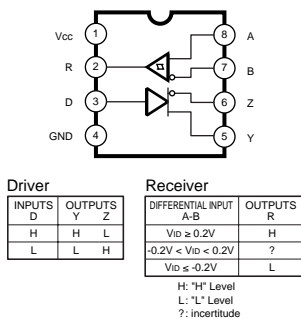 Vcc 1 8 A
R 2 7 B
D 3 6 Z
GND 4 5 Y
Driver
INPUTS OUTPUTS
D Y Z
H H L
L L H
Receiver
DIFFERENTIAL INPUT OUTPUTS
A-B R
VID ≥ 0.2V H
-0.2V < VID < 0.2V ?
VID ≤ -0.2V L
H: "H" Level
L: "L" Level
?: incertitude